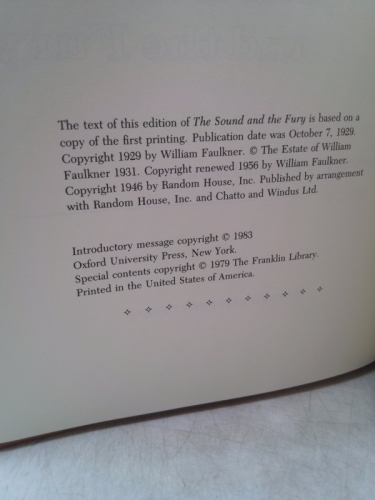 The text of this edition of The Sound and the Fury is based on a
copy of the first printing. Publication date was October 7, 1929.
Copyright 1929 by William Faulkner. © The Estate of William
Faulkner 1931. Copyright renewed 1956 by William Faulkner.
Copyright 1946 by Random House, Inc. Published by arrangement
with Random House, Inc. and Chatto and Windus Ltd.
Introductory message copyright © 1983
Oxford University Press, New York.
Special contents copyright © 1979 The Franklin Library.
Printed in the United States of America.